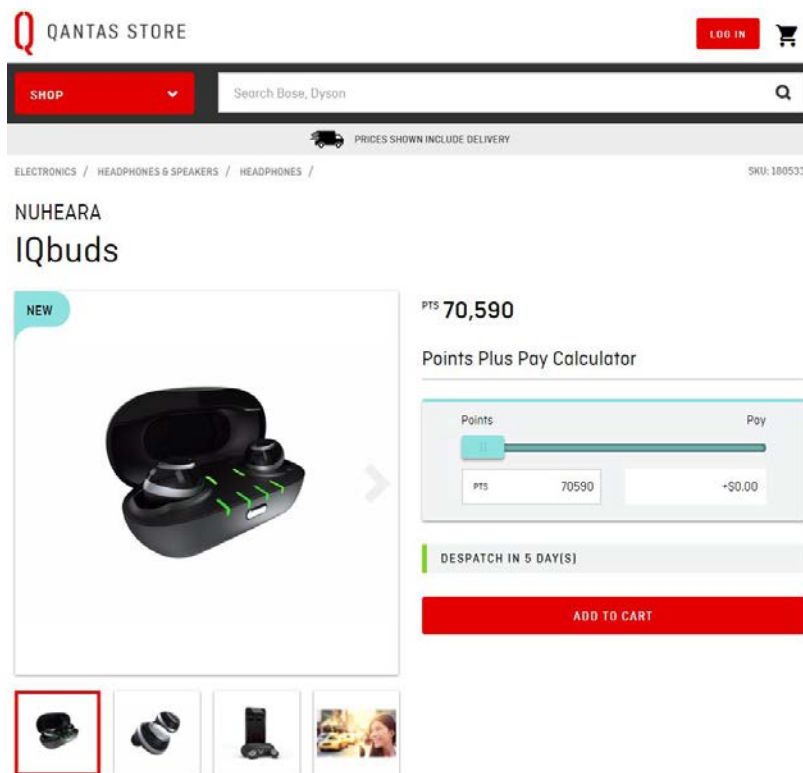 QANTAS STORE
LOG IN
SHOP
Search Bose, Dyson
PRICES SHOWN INCLUDE DELIVERY
ELECTRONICS / HEADPHONES & SPEAKERS / HEADPHONES /
SKU: 180533
NUHEARA
IQbuds
NEW
PTS 70,590
Points Plus Pay Calculator
Points
Pay
PTS 70590
+$0.00
DESPATCH IN 5 DAY(S)
ADD TO CART